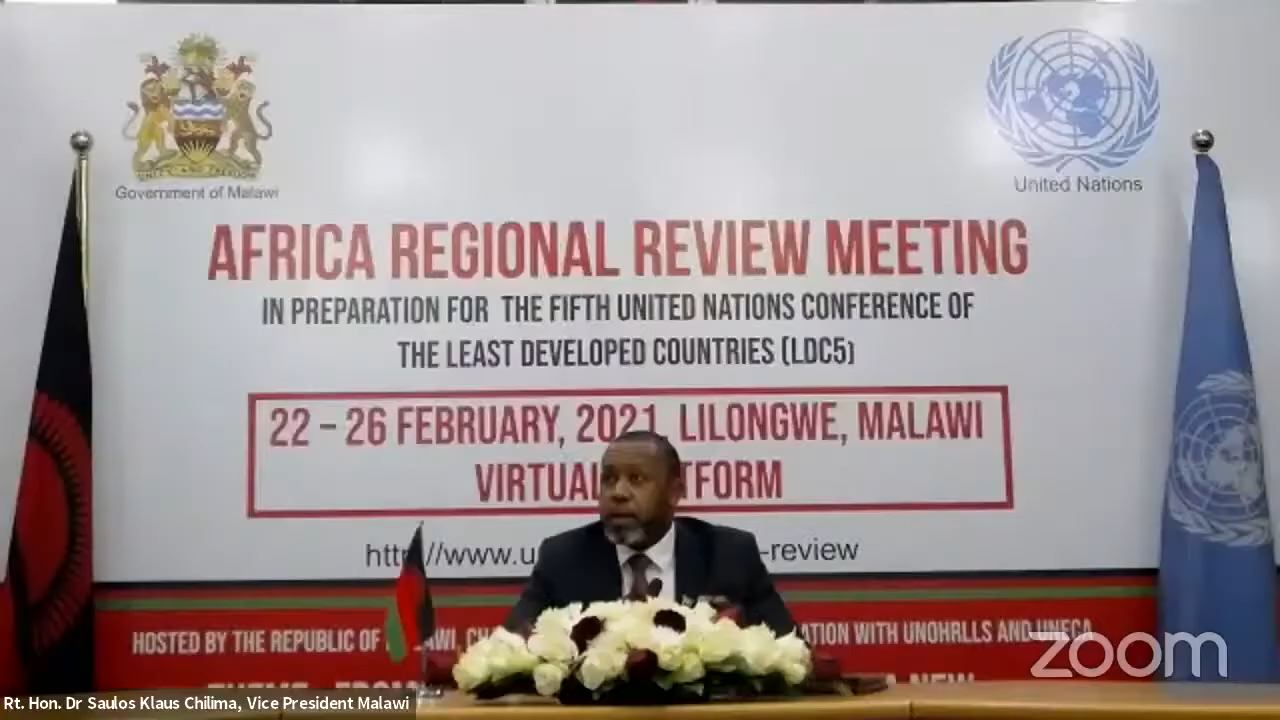 Government of Malawi
United Nations
AFRICA REGIONAL REVIEW MEETING
IN PREPARATION FOR THE FIFTH UNITED NATIONS CONFERENCE OF
THE LEAST DEVELOPED COUNTRIES (LDC5)
22 – 26 FEBRUARY, 2021, LILONGWE, MALAWI
VIRTUAL
http://www.u
-review
HOSTED BY THE REPUBLIC OF
WITH UNOHRLLS AND UNECA
zoom
NEW
Rt. Hon. Dr Saulos Klaus Chilima, Vice President Malawi